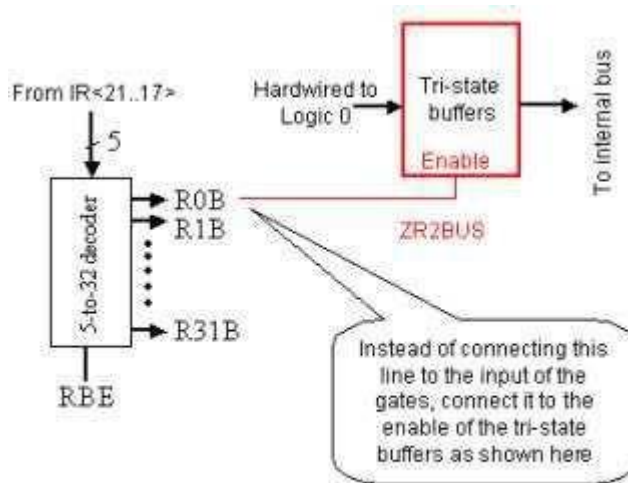 From IR<21..17>
5
5-to-32 decoder
R0B
R1B
R31B
RBE
Hardwired to
Logic 0
Tri-state
buffers
Enable
To internal bus
ZR2BUS
Instead of connecting this
line to the input of the
gates, connect it to the
enable of the tri-state
buffers as shown here